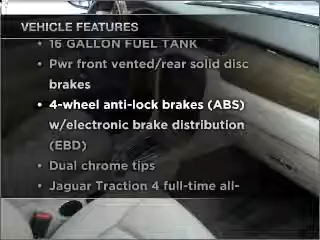 VEHICLE FEATURES
• 16 GALLON FUEL TANK
• Pwr front vented/rear solid disc
brakes
• 4-wheel anti-lock brakes (ABS)
w/electronic brake distribution
(EBD)
• Dual chrome tips
• Jaguar Traction 4 full-time all-